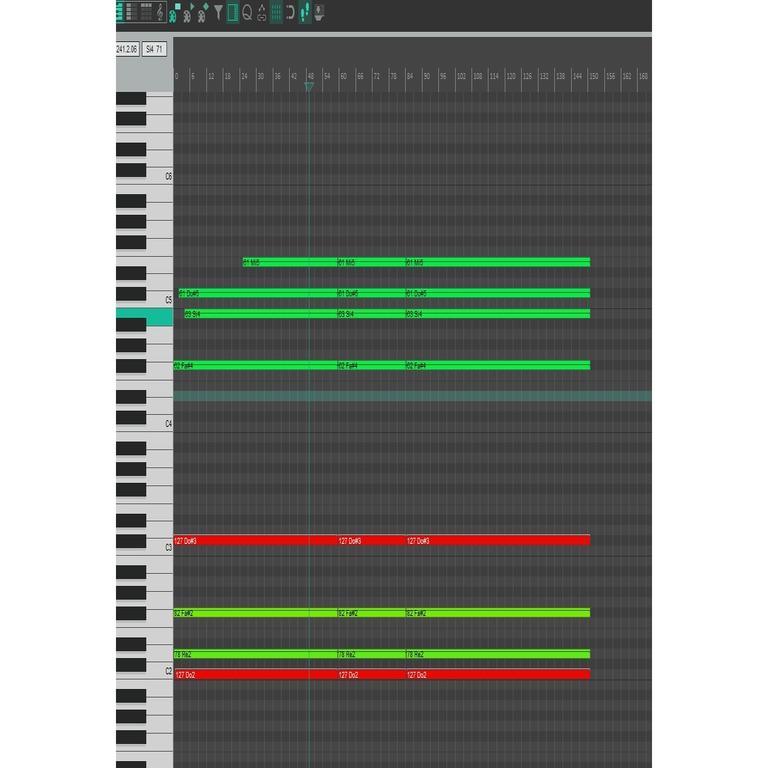 241.2.06 Si4 71
0 6 12 18 24 30 36 42 48 54 60 66 72 78 84 90 96 102 108 114 120 126 132 138 144 150 156 162 168
C6
61 Mi5 61 Mi5 61 Mi5
C5 61 Do#5 61 Do#5 61 Do#5
63 Si4 63 Si4 63 Si4
62 Fa#4 62 Fa#4 62 Fa#4
C4
127 Do#3 127 Do#3 127 Do#3
C3
82 Fa#2 82 Fa#2 82 Fa#2
78 Re2 78 Re2 78 Re2
C2 127 Do2 127 Do2 127 Do2